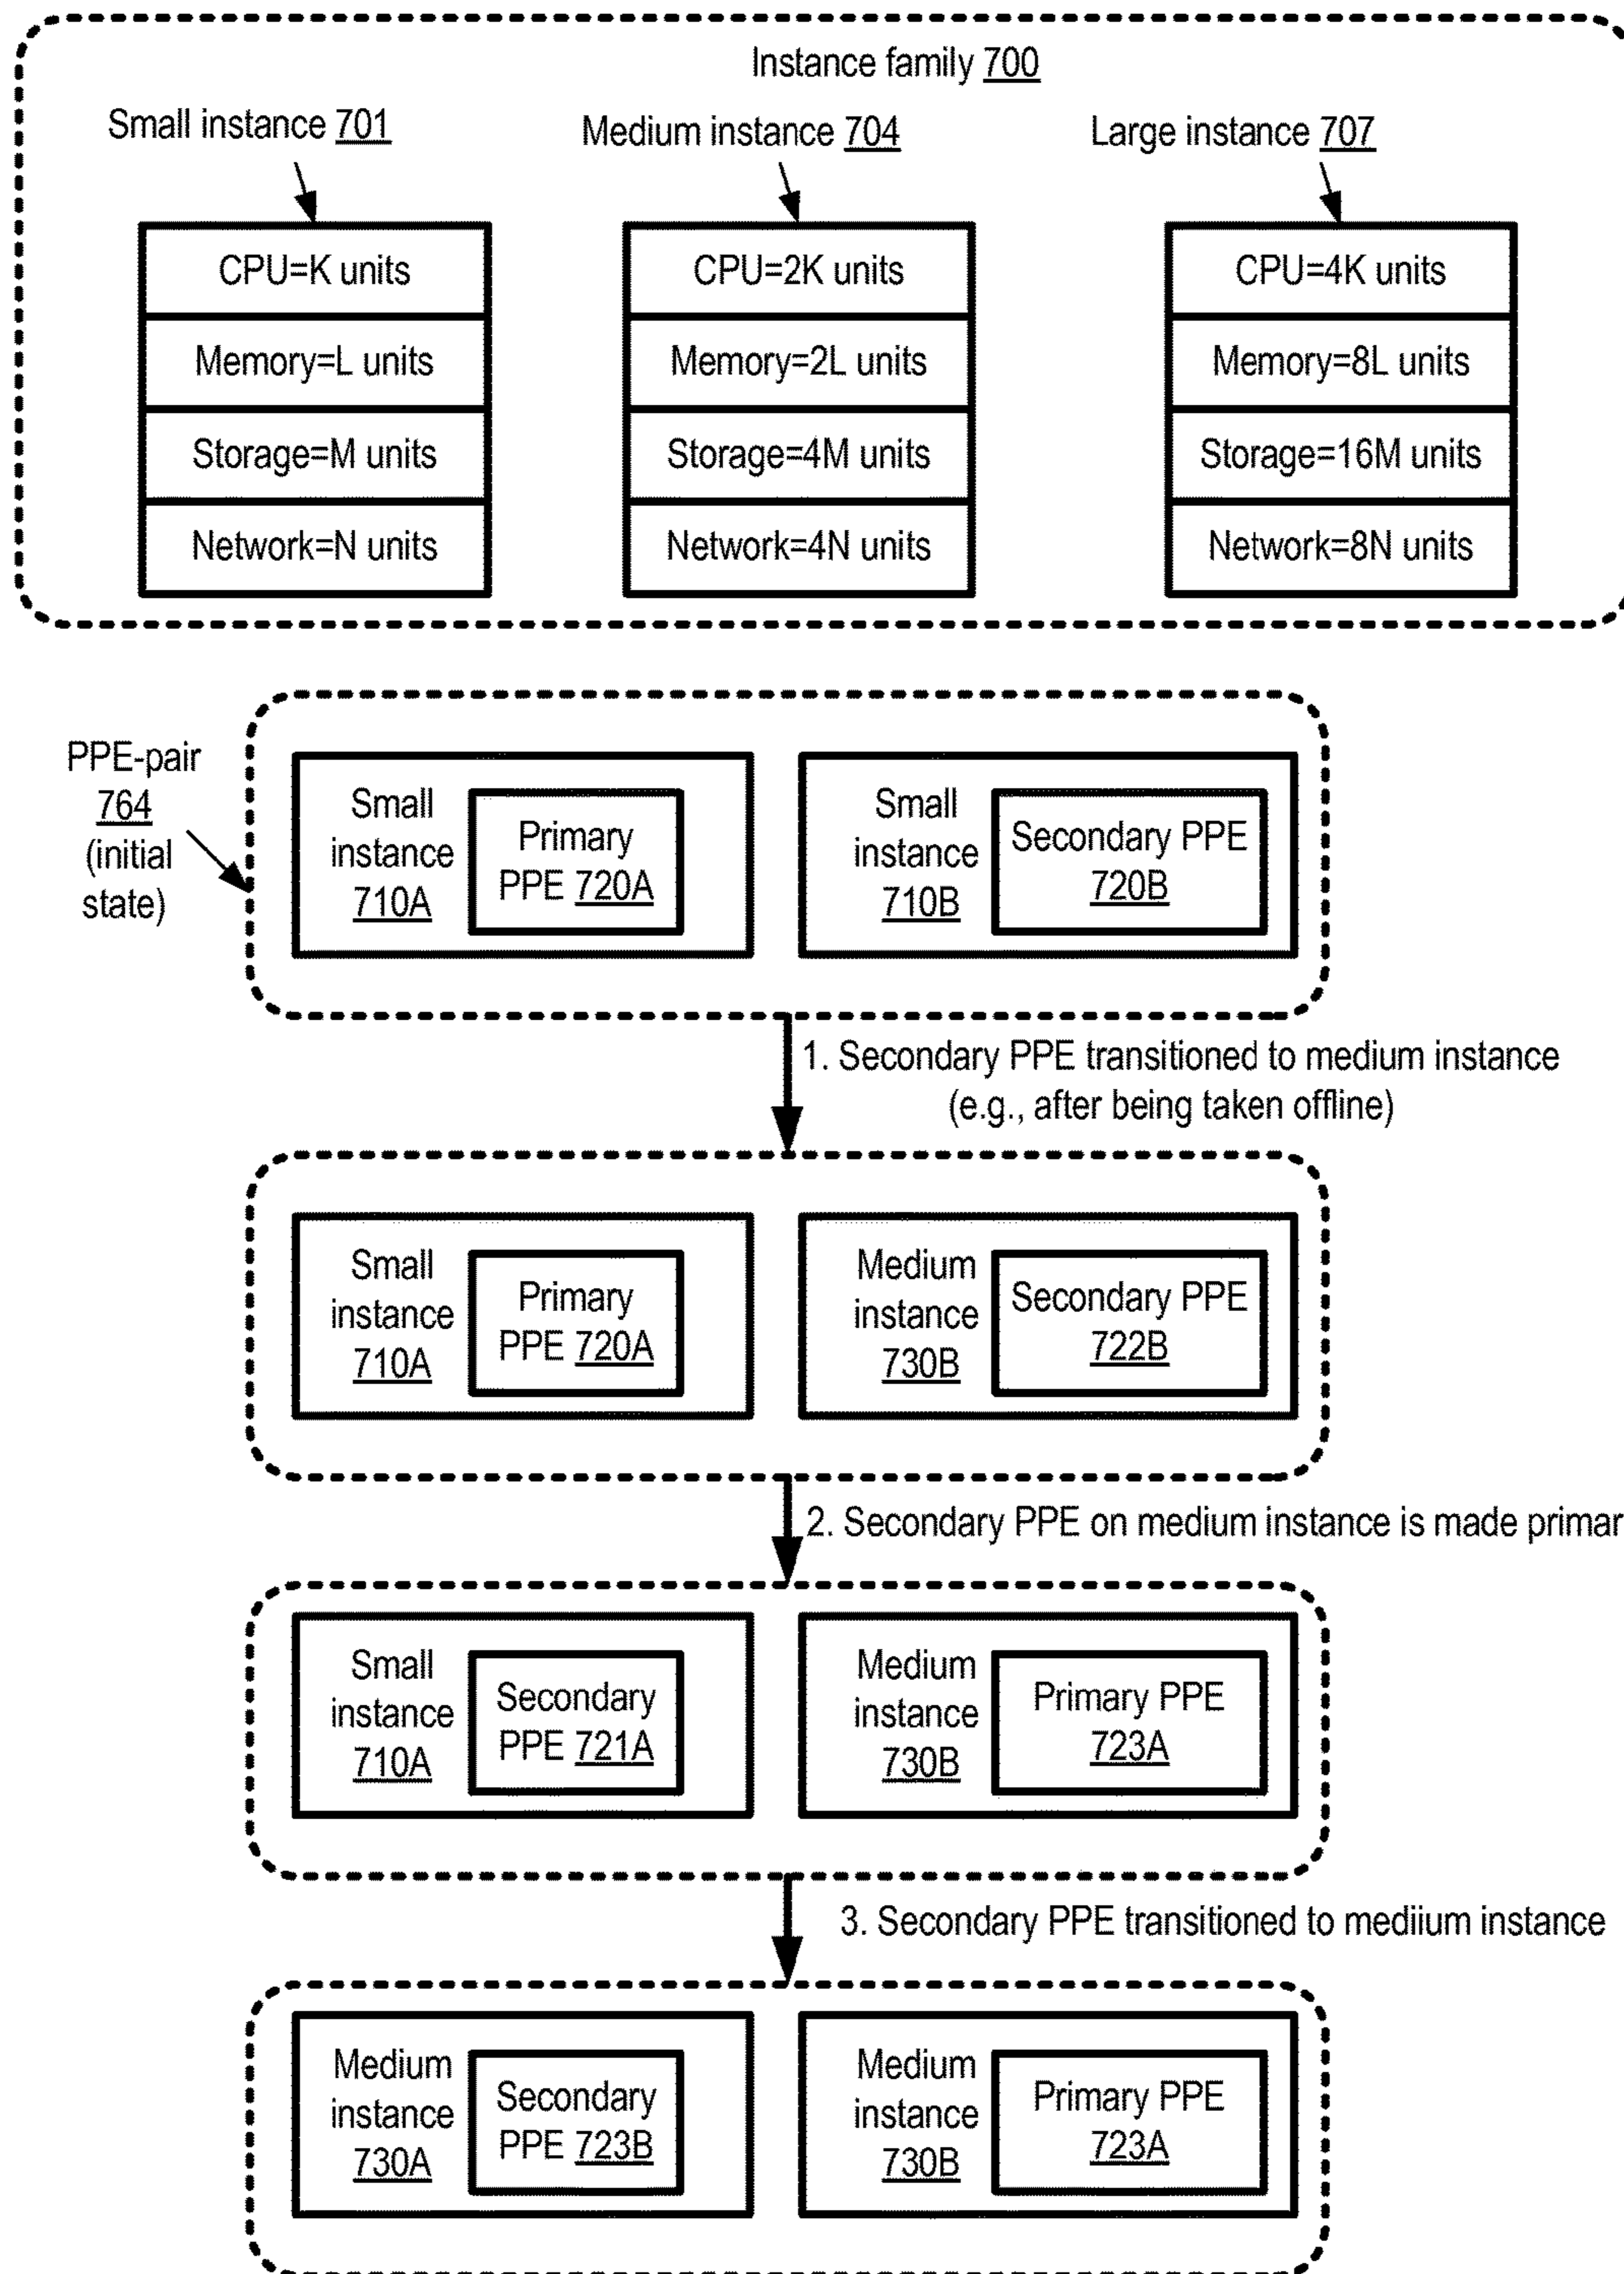 Instance family 700
Small instance 701
Medium instance 704
Large instance 707
CPU=K units
CPU=2K units
CPU=4K units
Memory=L units
Memory=2L units
Memory=8L units
Storage=M units
Storage=4M units
Storage=16M units
Network=N units
Network=4N units
Network=8N units
PPE-pair
764
(initial
state)
Small
instance
710A
Primary
PPE 720A
Small
instance
710B
Secondary PPE
720B
1. Secondary PPE transitioned to medium instance
(e.g., after being taken offline)
Small
instance
710A
Primary
PPE 720A
Medium
instance
730B
Secondary PPE
722B
2. Secondary PPE on medium instance is made primar
Small
instance
710A
Secondary
PPE 721A
Medium
instance
730B
Primary PPE
723A
3. Secondary PPE transitioned to mediium instance
Medium
instance
730A
Secondary
PPE 723B
Medium
instance
730B
Primary PPE
723A